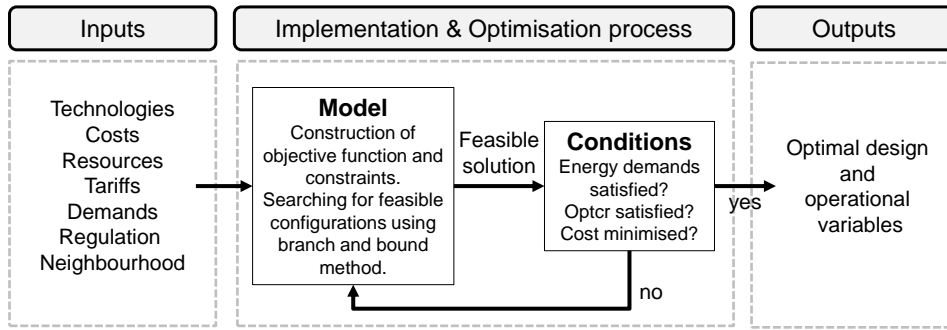 Inputs
Implementation & Optimisation process
Outputs
Technologies
Costs
Resources
Tariffs
Demands
Regulation
Neighbourhood
Model
Construction of
objective function and
constraints.
Searching for feasible
configurations using
branch and bound
method.
Feasible
solution
Conditions
Energy demands
satisfied?
Optcr satisfied?
Cost minimised?
yes
no
Optimal design
and
operational
variables